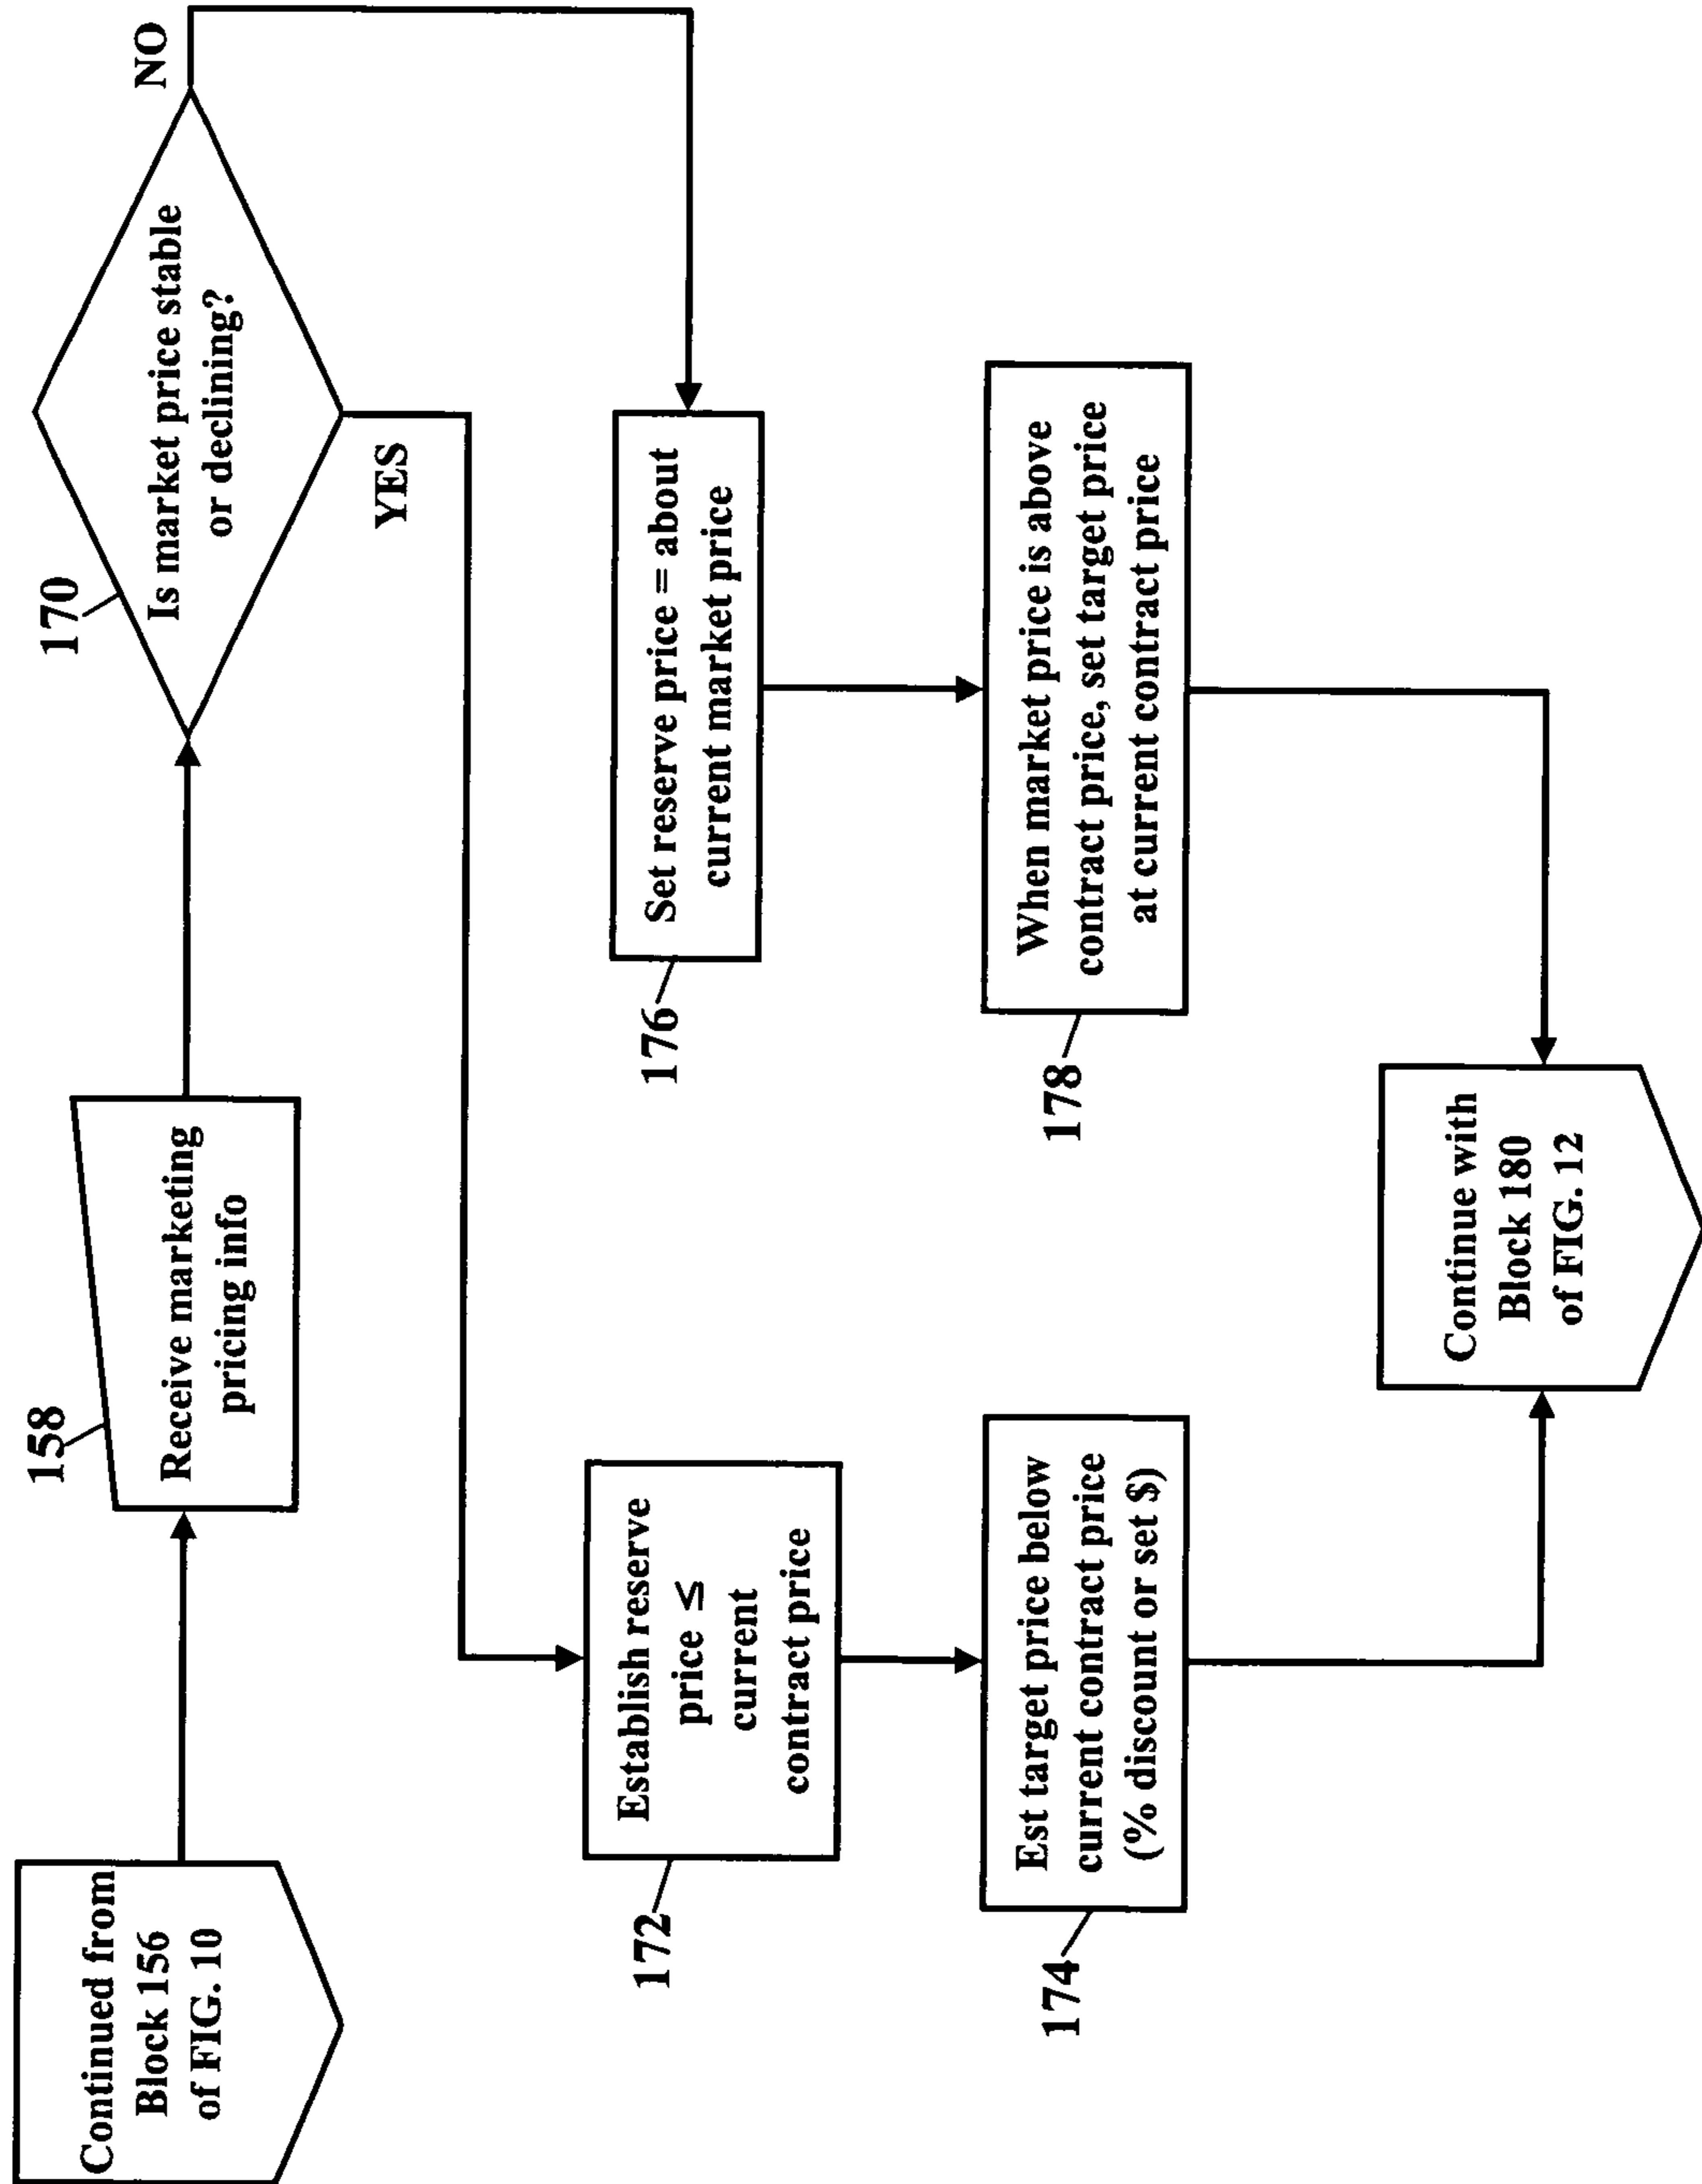 Continued from
Block 156
of FIG. 10
158
Receive marketing
pricing info
170
Is market price stable
or declining?
NO
YES
172
Establish reserve
price ≤
current
contract price
176
Set reserve price = about
current market price
174
Est target price below
current contract price
(% discount or set $)
178
When market price is above
contract price, set target price
at current contract price
Continue with
Block 180
of FIG. 12